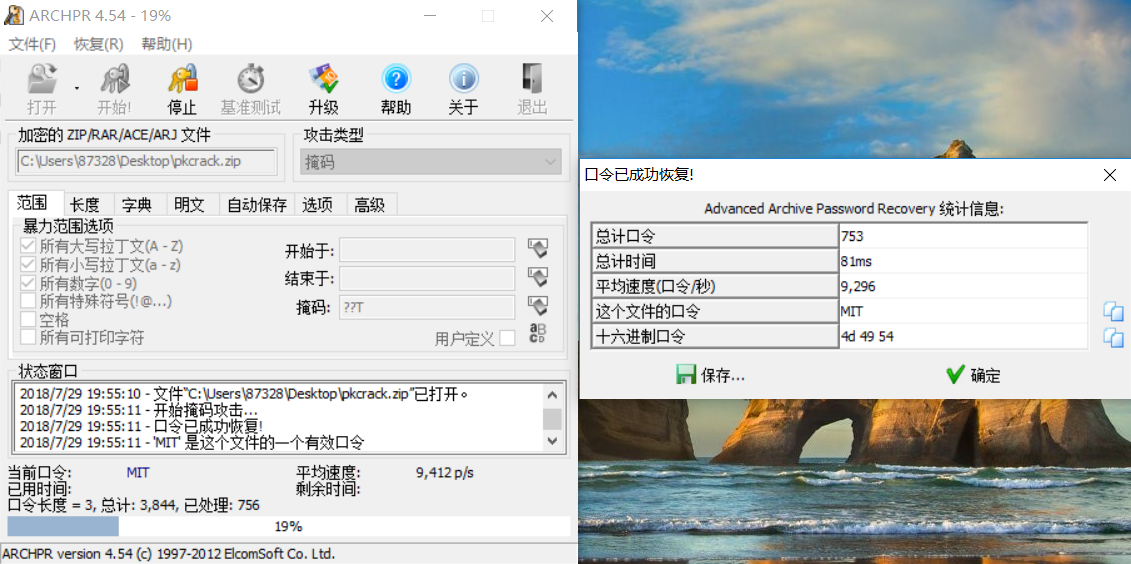 ARCHPR 4.54 - 19%
文件(F) 恢复(R) 帮助(H)
打开 开始! 停止 基准测试 升级 帮助 关于 退出
加密的 ZIP/RAR/ACE/ARJ 文件 攻击类型
C:\Users\87328\Desktop\pkcrack.zip 掩码
范围 长度 字典 明文 自动保存 选项 高级
暴力范围选项
所有大写拉丁文(A - Z) 开始于:
所有小写拉丁文(a - z)
所有数字(0 - 9) 结束于:
所有特殊符号(!@...) 掩码: ??T
空格
所有可打印字符 用户定义
状态窗口
2018/7/29 19:55:10 - 文件“C:\Users\87328\Desktop\pkcrack.zip”已打开。
2018/7/29 19:55:11 - 开始掩码攻击...
2018/7/29 19:55:11 - 口令已成功恢复!
2018/7/29 19:55:11 - 'MIT' 是这个文件的一个有效口令
当前口令: MIT 平均速度: 9,412 p/s
已用时间: 剩余时间:
口令长度 = 3, 总计: 3,844, 已处理: 756
19%
ARCHPR version 4.54 (c) 1997-2012 ElcomSoft Co. Ltd.
口令已成功恢复!
Advanced Archive Password Recovery 统计信息:
总计口令 753
总计时间 81ms
平均速度(口令/秒) 9,296
这个文件的口令 MIT
十六进制口令 4d 49 54
保存... 确定